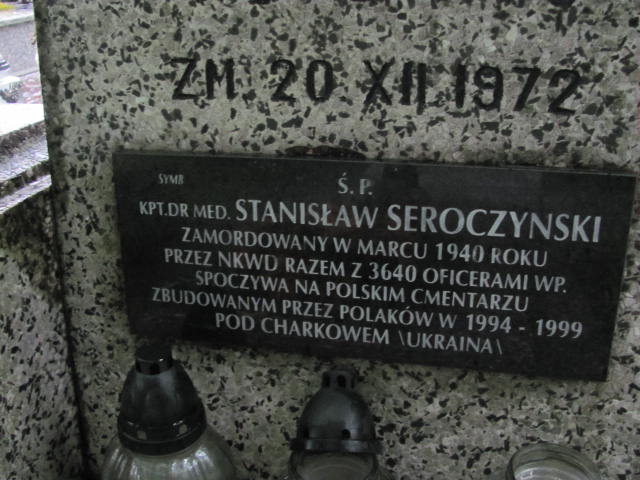 ZM. 20 XII 1972
SYMB
Ś. P.
KPT.DR MED. STANISŁAW SEROCZYNSKI
ZAMORDOWANY W MARCU 1940 ROKU
PRZEZ NKWD RAZEM Z 3640 OFICERAMI WP.
SPOCZYWA NA POLSKIM CMENTARZU
ZBUDOWANYM PRZEZ POLAKÓW W 1994 - 1999
POD CHARKOWEM \UKRAINA\